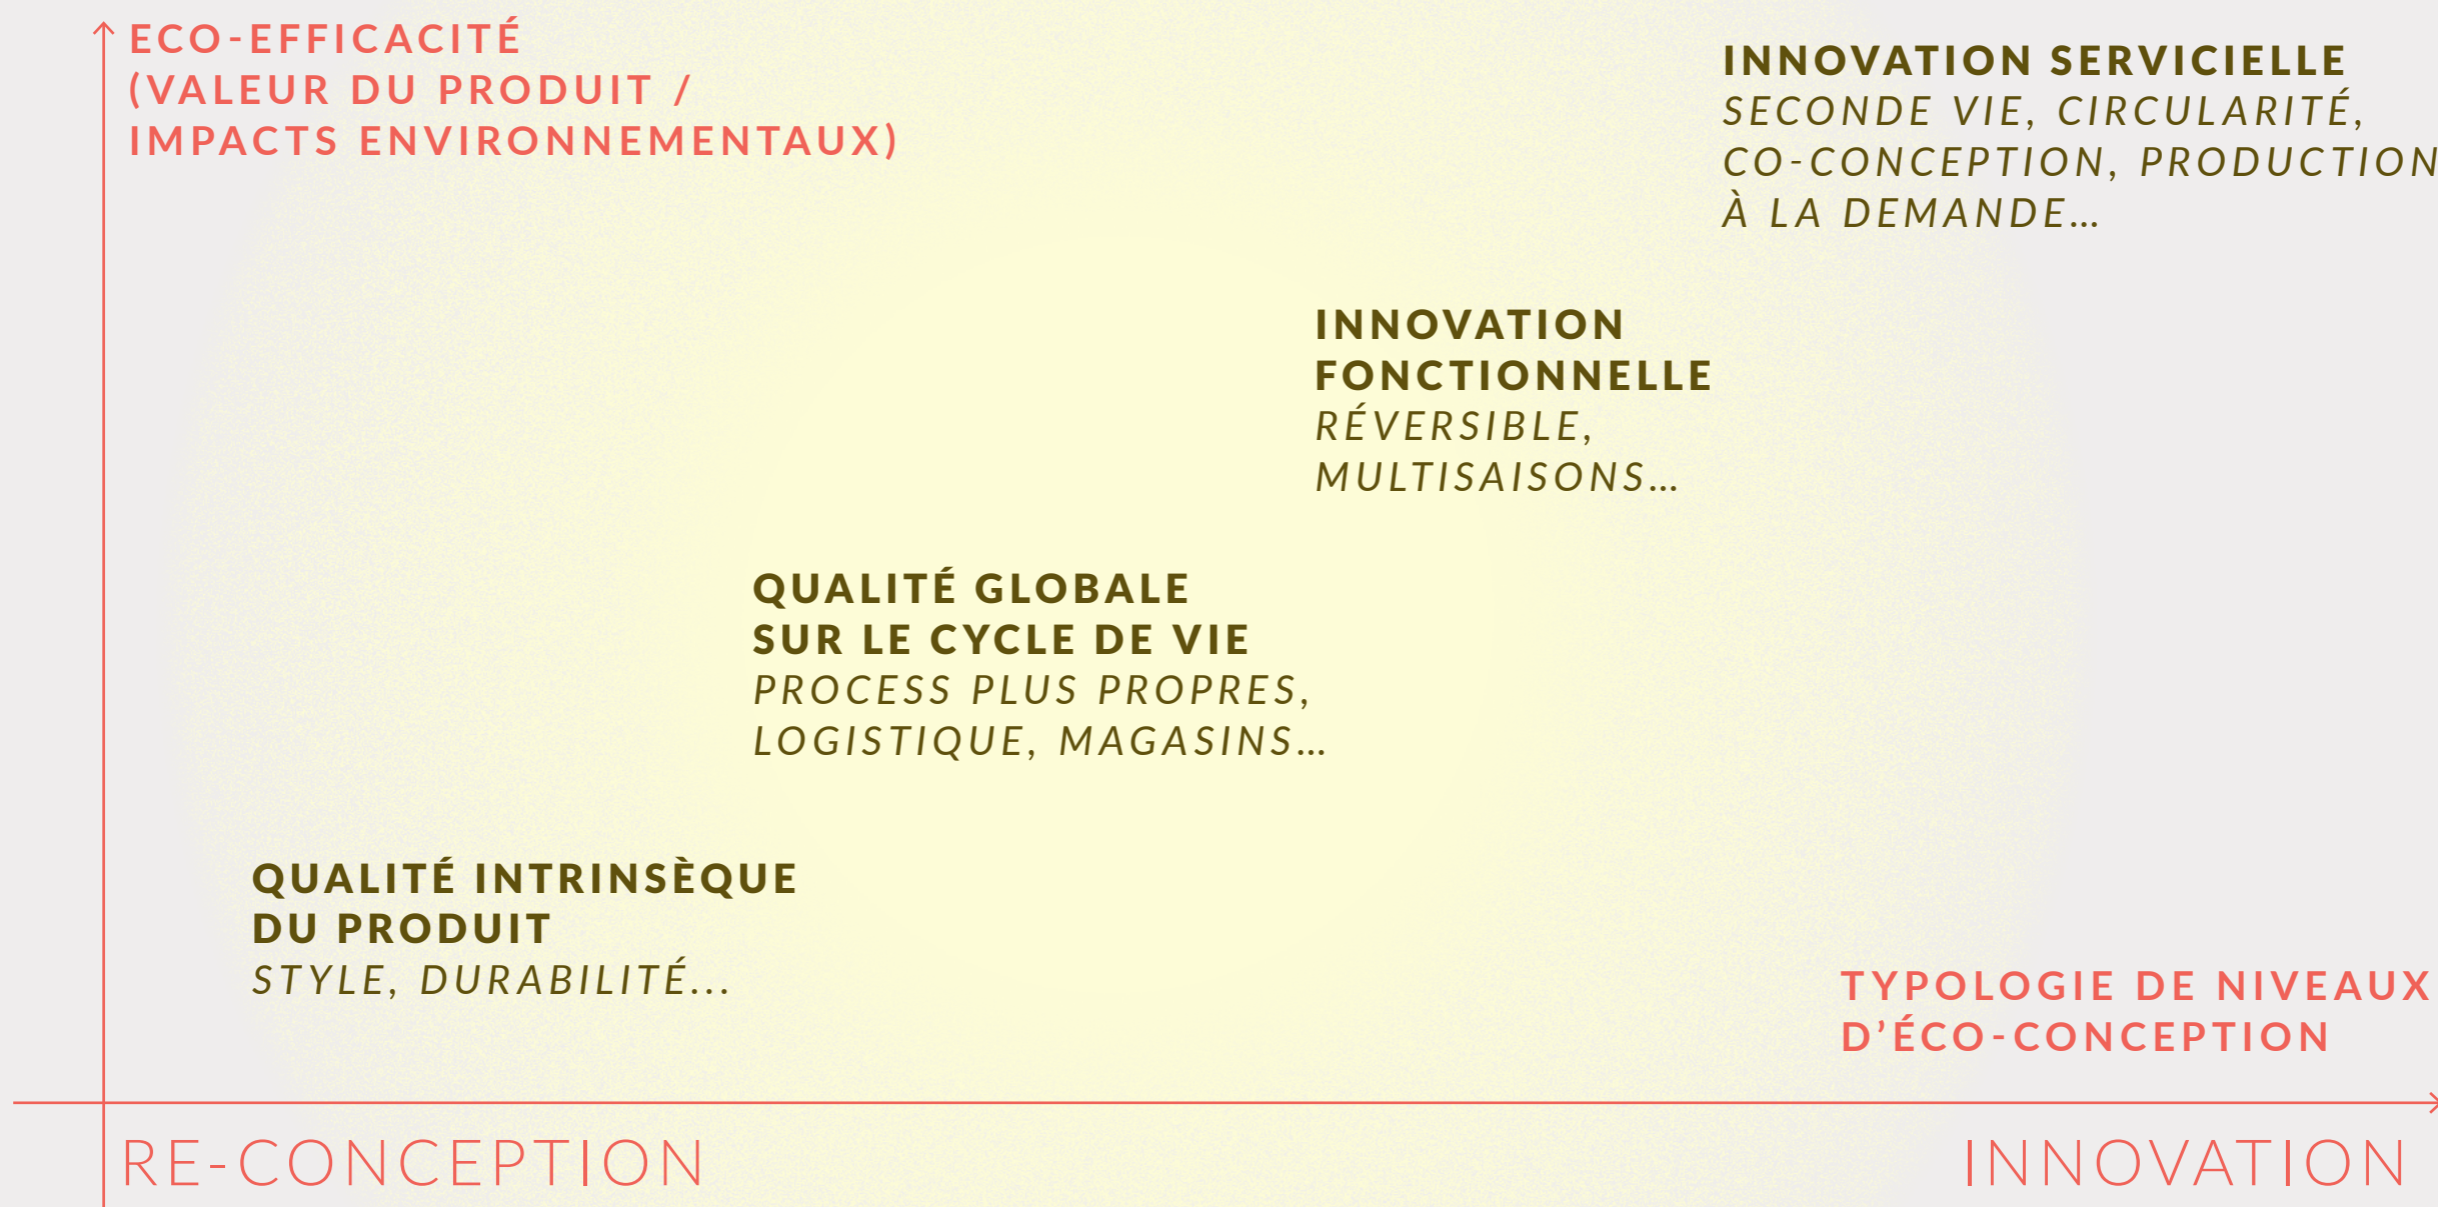 ECO-EFFICACITÉ
(VALEUR DU PRODUIT /
IMPACTS ENVIRONNEMENTAUX)
INNOVATION SERVICIELLE
SECONDE VIE, CIRCULARITÉ,
CO-CONCEPTION, PRODUCTION
À LA DEMANDE…
INNOVATION
FONCTIONNELLE
RÉVERSIBLE,
MULTISAISONS…
QUALITÉ GLOBALE
SUR LE CYCLE DE VIE
PROCESS PLUS PROPRES,
LOGISTIQUE, MAGASINS…
QUALITÉ INTRINSÈQUE
DU PRODUIT
STYLE, DURABILITÉ...
TYPOLOGIE DE NIVEAUX
D’ÉCO-CONCEPTION
RE-CONCEPTION
INNOVATION